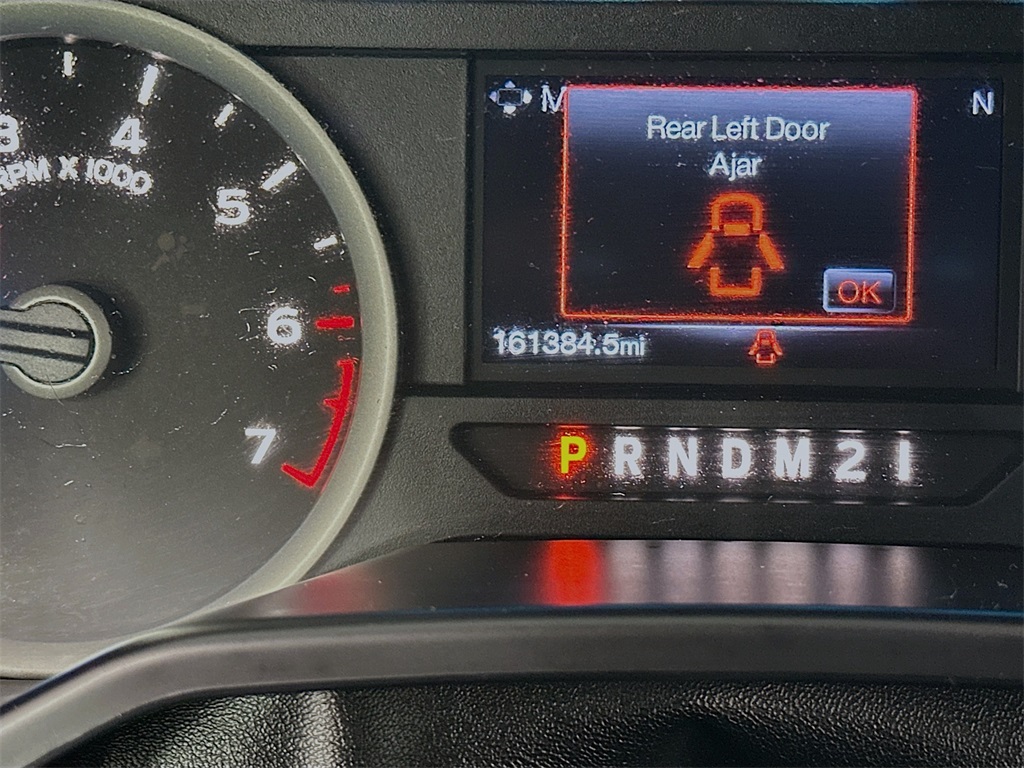 4
RPM X 1000
5
6
7
M
N
Rear Left Door
Ajar
OK
161384.5mi
P R N D M 2 1